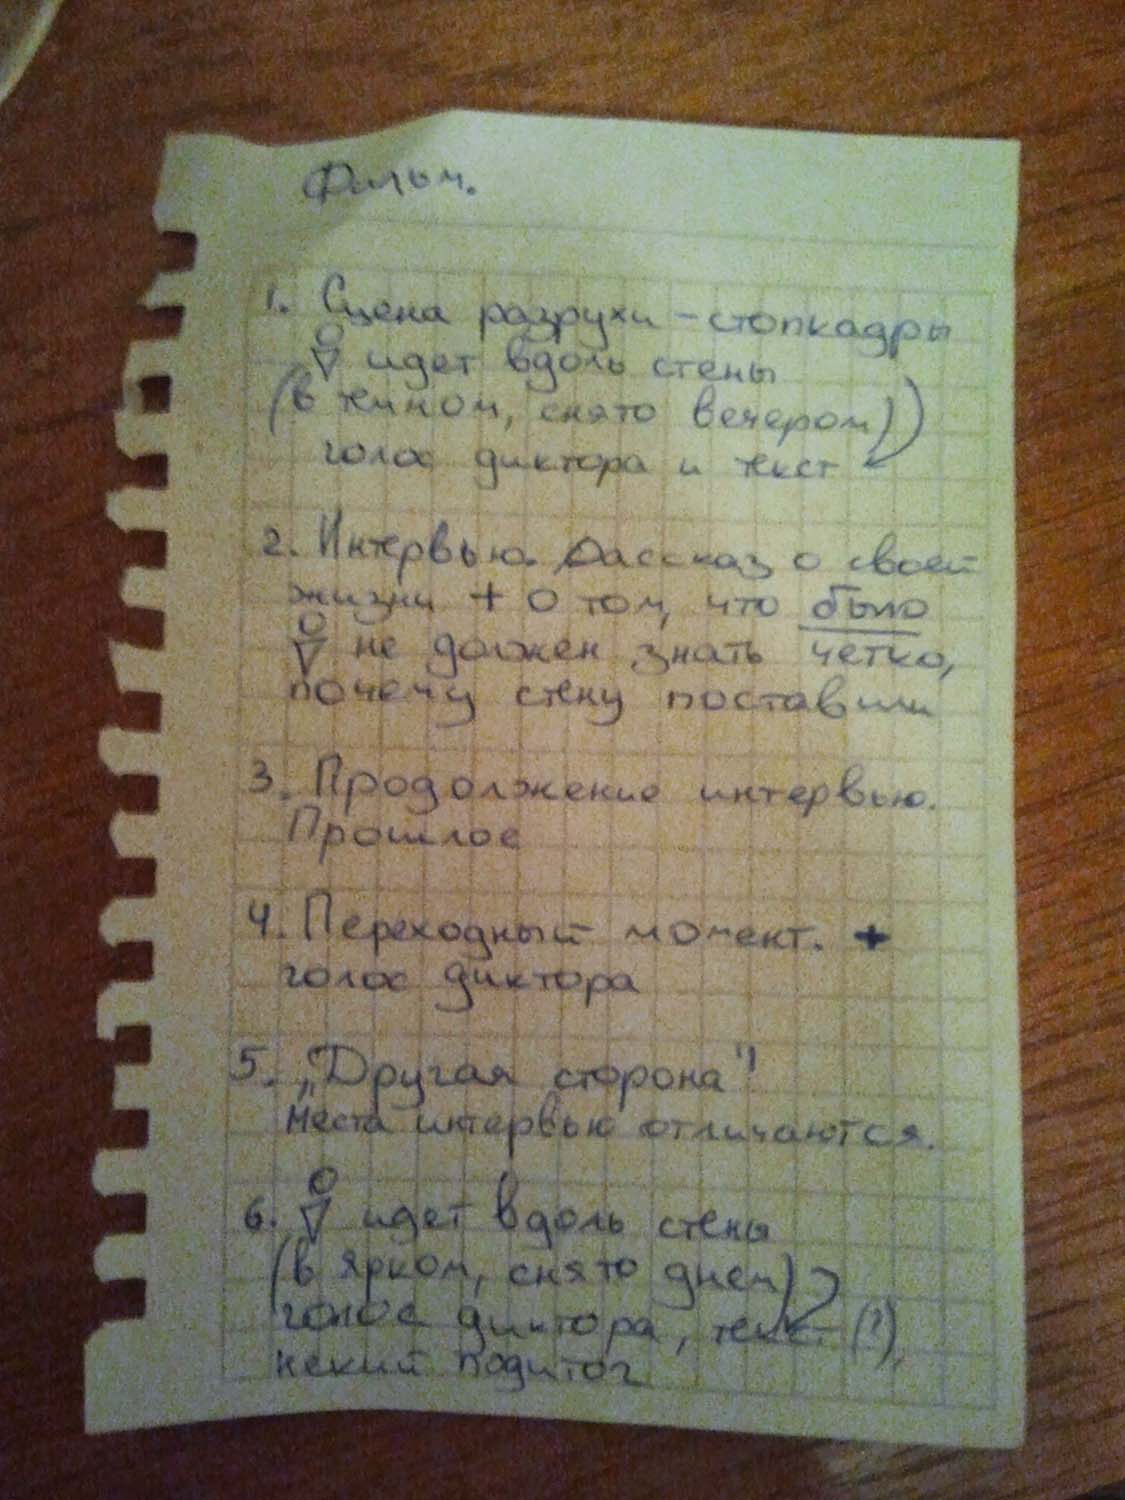 Фильм.
1. Сцена разрухи - стопкадры
идет вдоль стены
(в темном, снято вечером)
голос диктора и текст
2. Интервью. Рассказ о своей
жизни + о том, что было
не должен знать четко,
почему стену поставили
3. Продолжение интервью.
Прошлое
4. Переходный момент. +
голос диктора
5. „Другая сторона"
места интервью отличаются.
6. идет вдоль стены
(в ярком, снято днем)
голос диктора, текст (!),
некий подитог